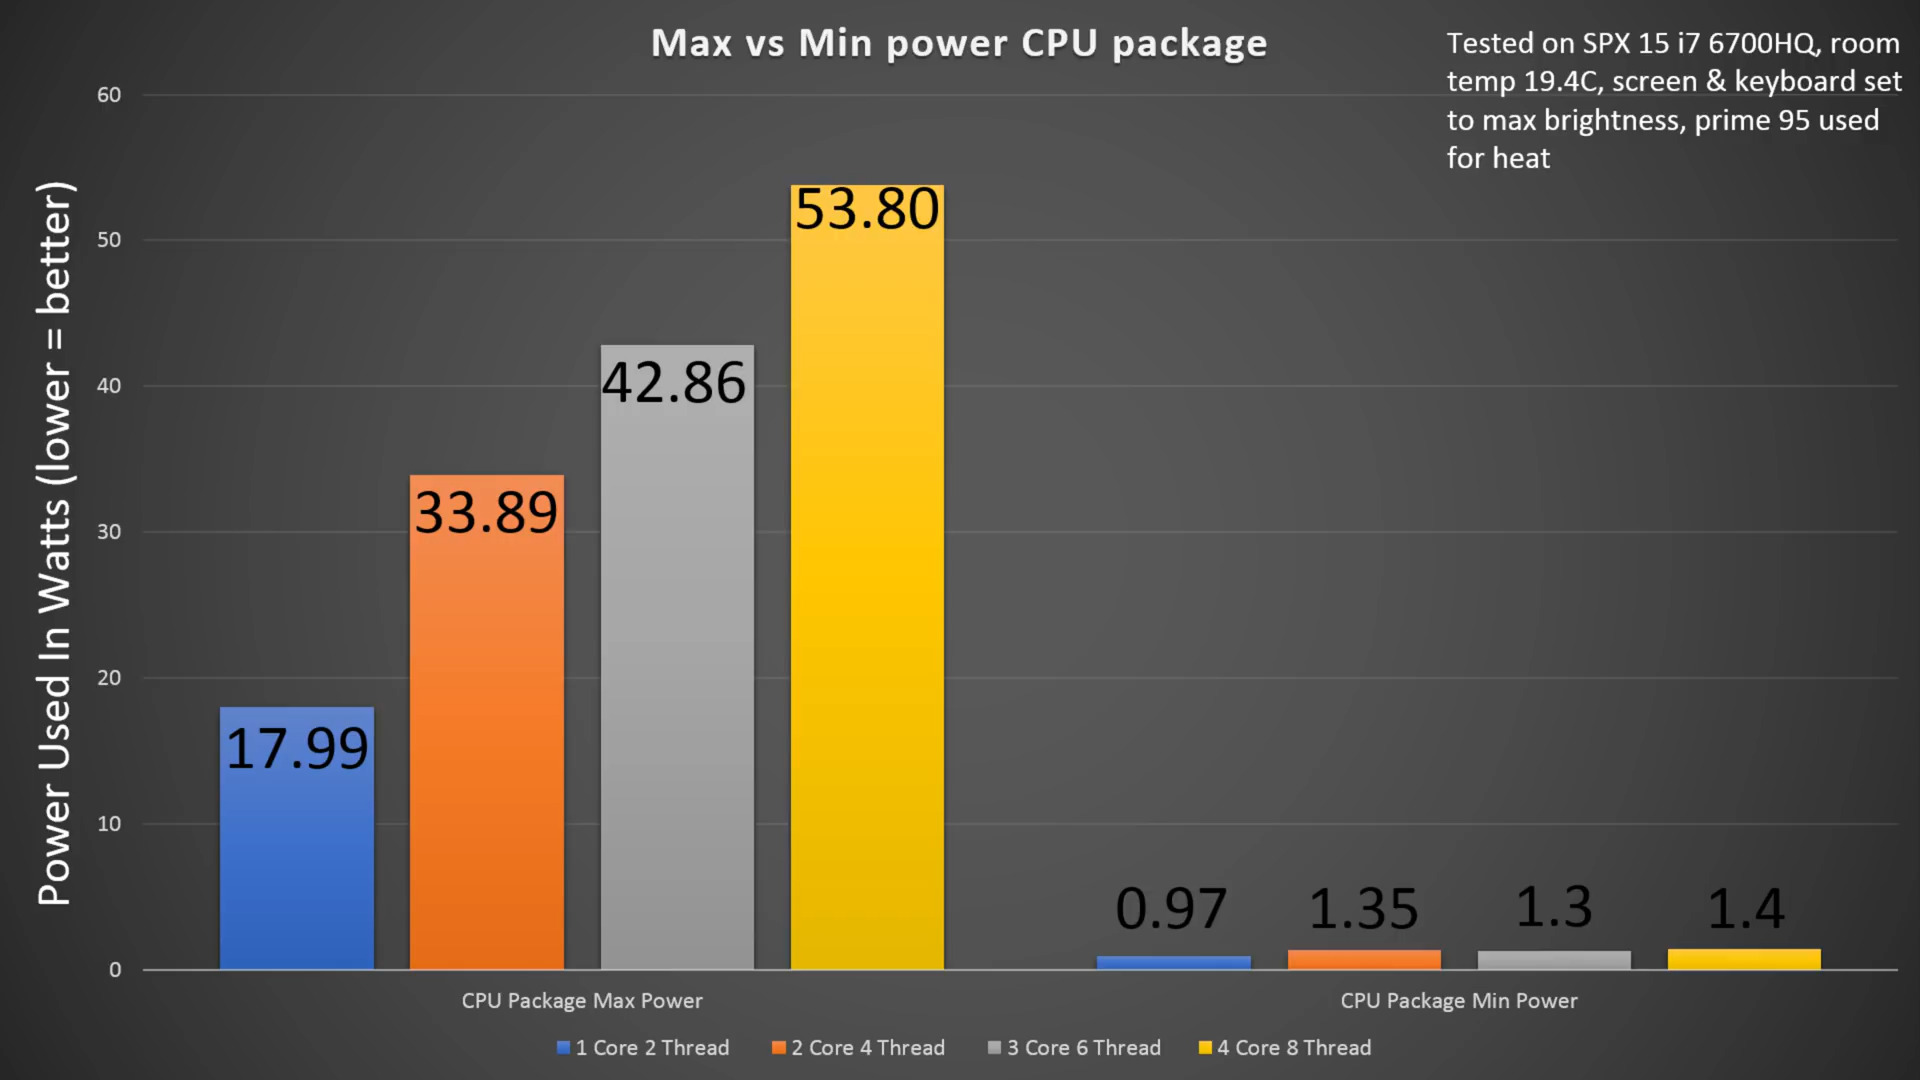 Max vs Min power CPU package
Tested on SPX 15 i7 6700HQ, room
temp 19.4C, screen & keyboard set
to max brightness, prime 95 used
for heat
Power Used In Watts (lower = better)
60
50
40
30
20
10
0
17.99
33.89
42.86
53.80
0.97
1.35
1.3
1.4
CPU Package Max Power
CPU Package Min Power
1 Core 2 Thread
2 Core 4 Thread
3 Core 6 Thread
4 Core 8 Thread